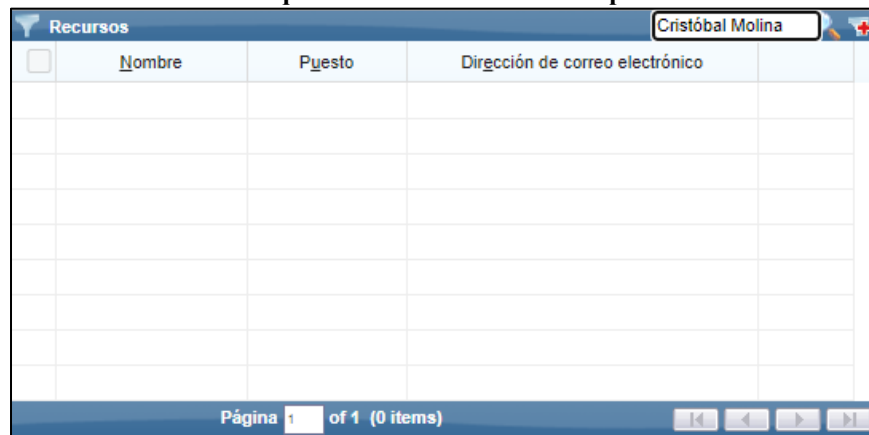 Recursos Cristóbal Molina
Nombre Puesto Dirección de correo electrónico
Página 1 of 1 (0 items)